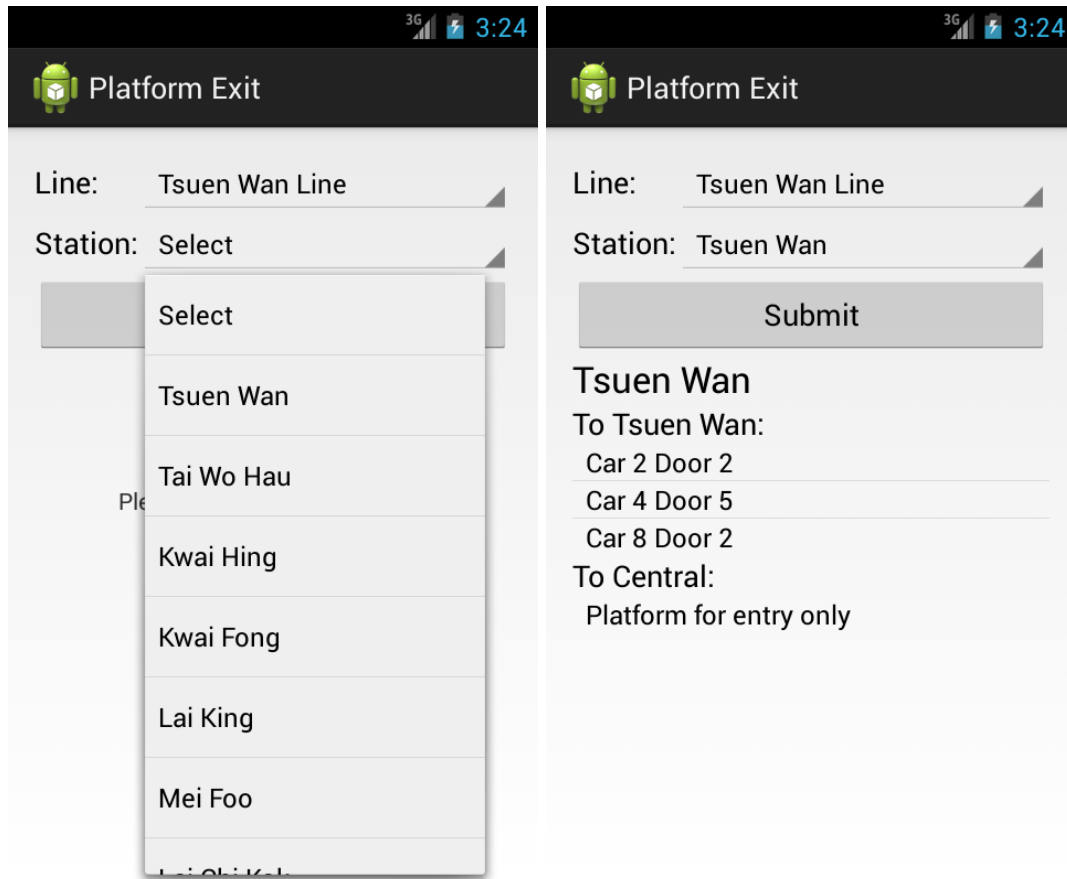 3G 3:24
Platform Exit
Line: Tsuen Wan Line
Station: Select
Select
Tsuen Wan
Tai Wo Hau
Kwai Hing
Kwai Fong
Lai King
Mei Foo
3G 3:24
Platform Exit
Line: Tsuen Wan Line
Station: Tsuen Wan
Submit
Tsuen Wan
To Tsuen Wan:
Car 2 Door 2
Car 4 Door 5
Car 8 Door 2
To Central:
Platform for entry only